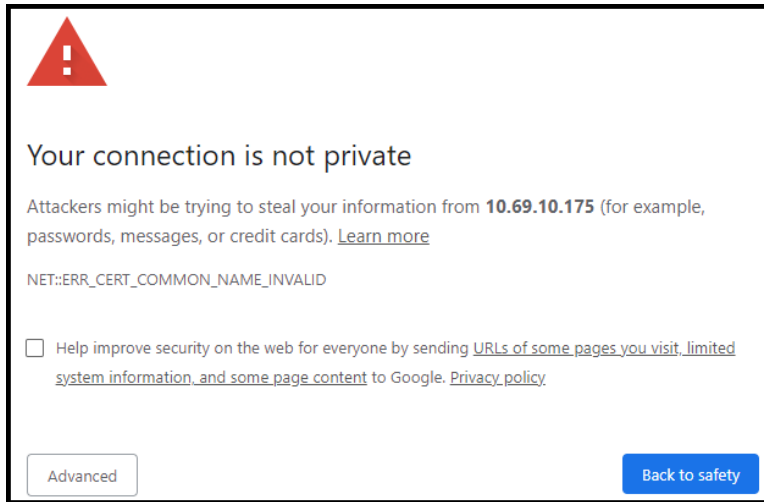 !
Your connection is not private
Attackers might be trying to steal your information from 10.69.10.175 (for example,
passwords, messages, or credit cards). Learn more
NET::ERR_CERT_COMMON_NAME_INVALID
Help improve security on the web for everyone by sending URLs of some pages you visit, limited
system information, and some page content to Google. Privacy policy
Advanced
Back to safety